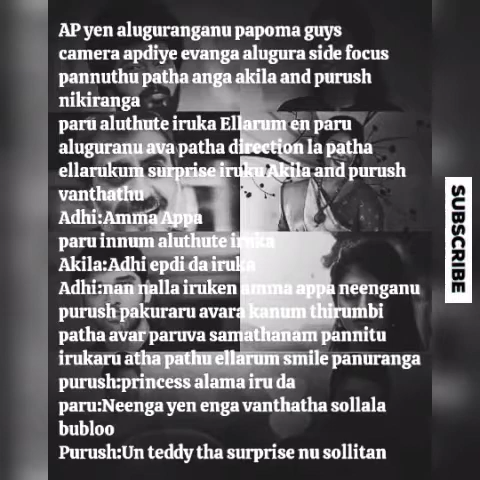 AP yen aluguranganu papoma guys
camera apdiye evanga alugura side focus
pannuthu patha anga akila and purush
nikiranga
paru aluthute iruka Ellarum en paru
aluguranu ava patha direction la patha
ellarukum surprise iruku Akila and purush
vanthathu
Adhi:Amma Appa
paru innum aluthute iruka
Akila:Adhi epdi da iruka
Adhi:nan nalla iruken amma appa neenganu
purush pakuraru avara kanum thirumbi
patha avar paruva samathanam pannitu
irukaru atha pathu ellarum smile panuranga
purush:princess alama iru da
paru:Neenga yen enga vanthatha sollala
bubloo
Purush:Un teddy tha surprise nu sollitan
SUBSCRIBE